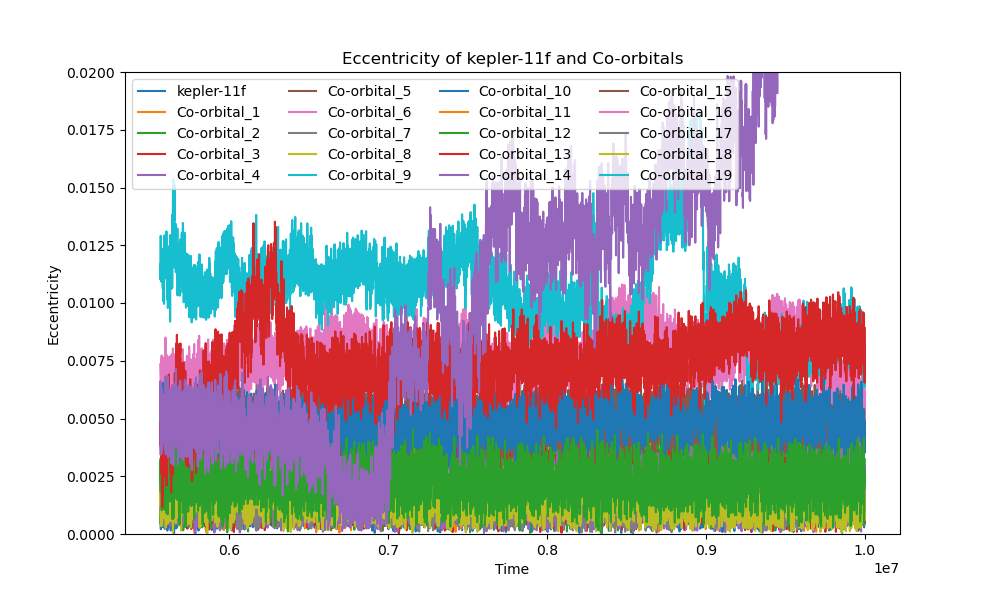 Eccentricity of kepler-11f and Co-orbitals
kepler-11f Co-orbital_5 Co-orbital_10 Co-orbital_15
Co-orbital_1 Co-orbital_6 Co-orbital_11 Co-orbital_16
Co-orbital_2 Co-orbital_7 Co-orbital_12 Co-orbital_17
Co-orbital_3 Co-orbital_8 Co-orbital_13 Co-orbital_18
Co-orbital_4 Co-orbital_9 Co-orbital_14 Co-orbital_19
Eccentricity
0.0200
0.0175
0.0150
0.0125
0.0100
0.0075
0.0050
0.0025
0.0000
0.6 0.7 0.8 0.9 1.0
1e7
Time